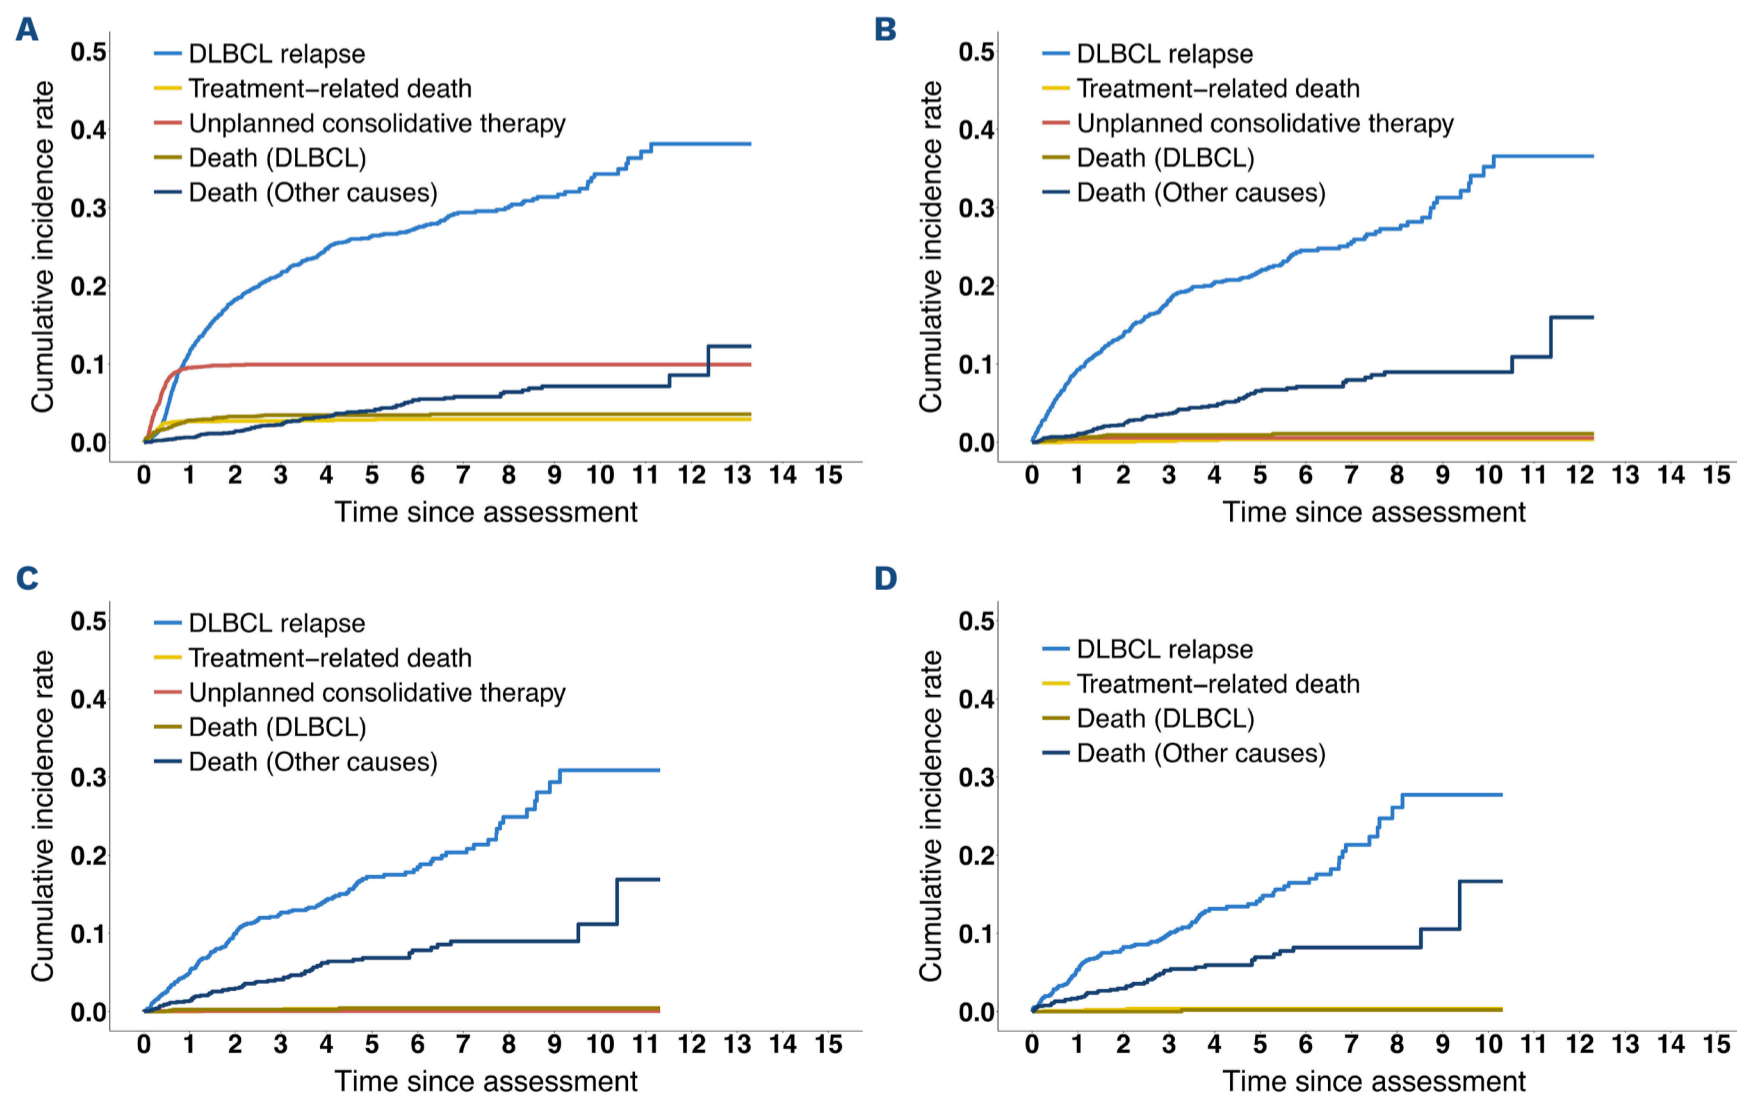 A
0.5
0.4
0.3
0.2
0.1
0.0
Cumulative incidence rate
DLBCL relapse
Treatment−related death
Unplanned consolidative therapy
Death (DLBCL)
Death (Other causes)
0 1 2 3 4 5 6 7 8 9 10 11 12 13 14 15
Time since assessment
B
0.5
0.4
0.3
0.2
0.1
0.0
Cumulative incidence rate
DLBCL relapse
Treatment−related death
Unplanned consolidative therapy
Death (DLBCL)
Death (Other causes)
0 1 2 3 4 5 6 7 8 9 10 11 12 13 14 15
Time since assessment
C
0.5
0.4
0.3
0.2
0.1
0.0
Cumulative incidence rate
DLBCL relapse
Treatment−related death
Unplanned consolidative therapy
Death (DLBCL)
Death (Other causes)
0 1 2 3 4 5 6 7 8 9 10 11 12 13 14 15
Time since assessment
D
0.5
0.4
0.3
0.2
0.1
0.0
Cumulative incidence rate
DLBCL relapse
Treatment−related death
Death (DLBCL)
Death (Other causes)
0 1 2 3 4 5 6 7 8 9 10 11 12 13 14 15
Time since assessment